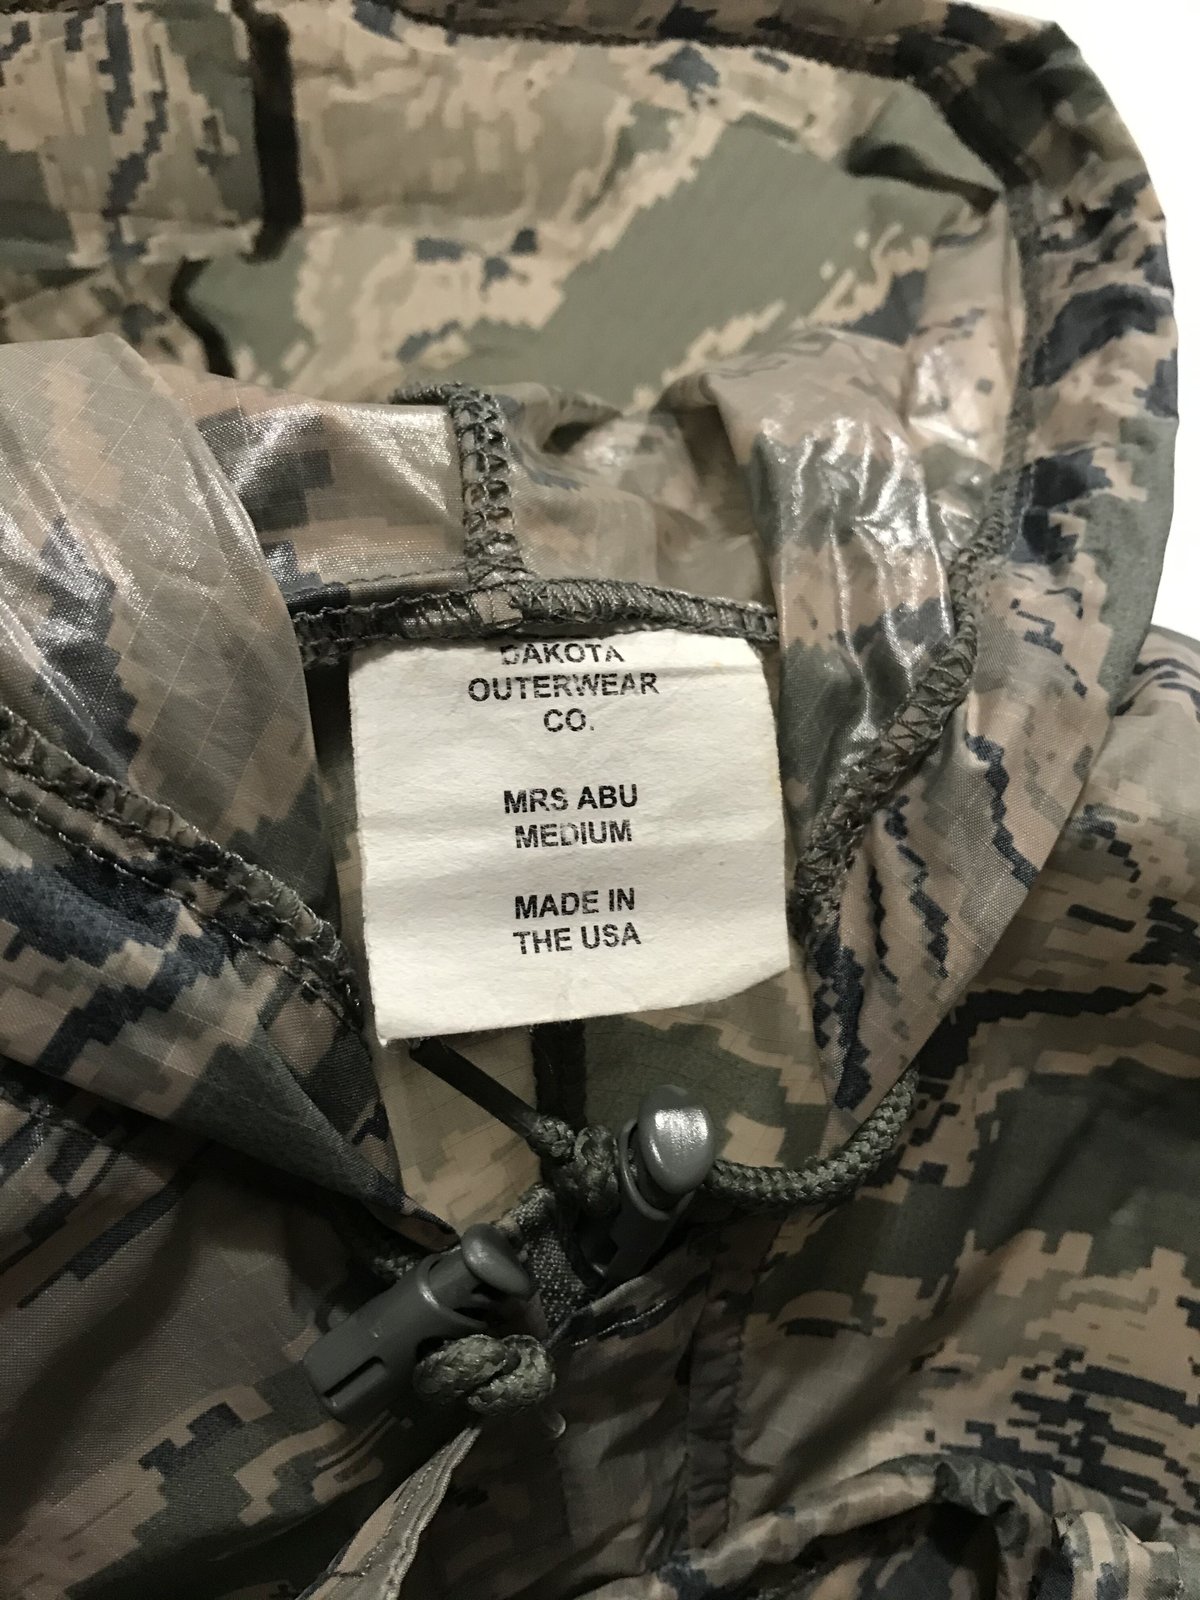 DAKOTA
OUTERWEAR
CO.
MRS ABU
MEDIUM
MADE IN
THE USA